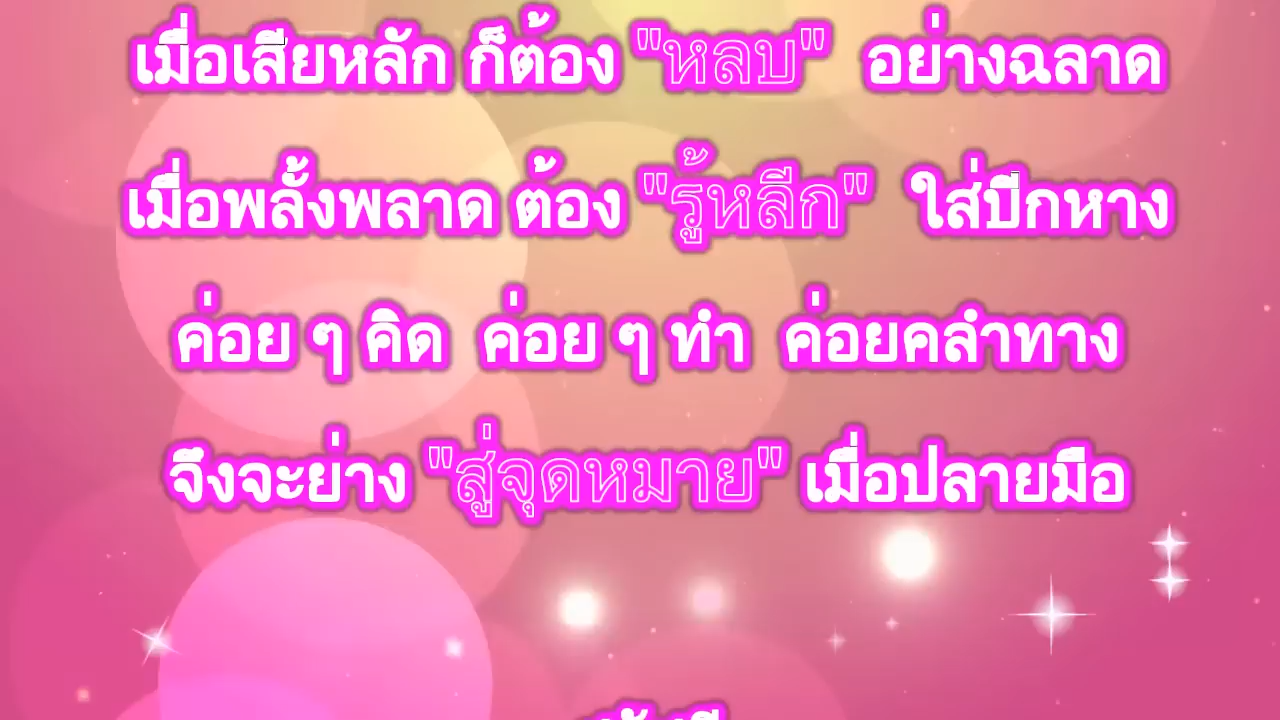 เมื่อเสียหลัก ก็ต้อง "หลบ" อย่างฉลาด
เมื่อพลั้งพลาด ต้อง "รู้หลีก" ใส่ปีกหาง
ค่อย ๆ คิด ค่อย ๆ ทำ ค่อยคลำทาง
จึงจะย่าง "สู่จุดหมาย" เมื่อปลายมือ